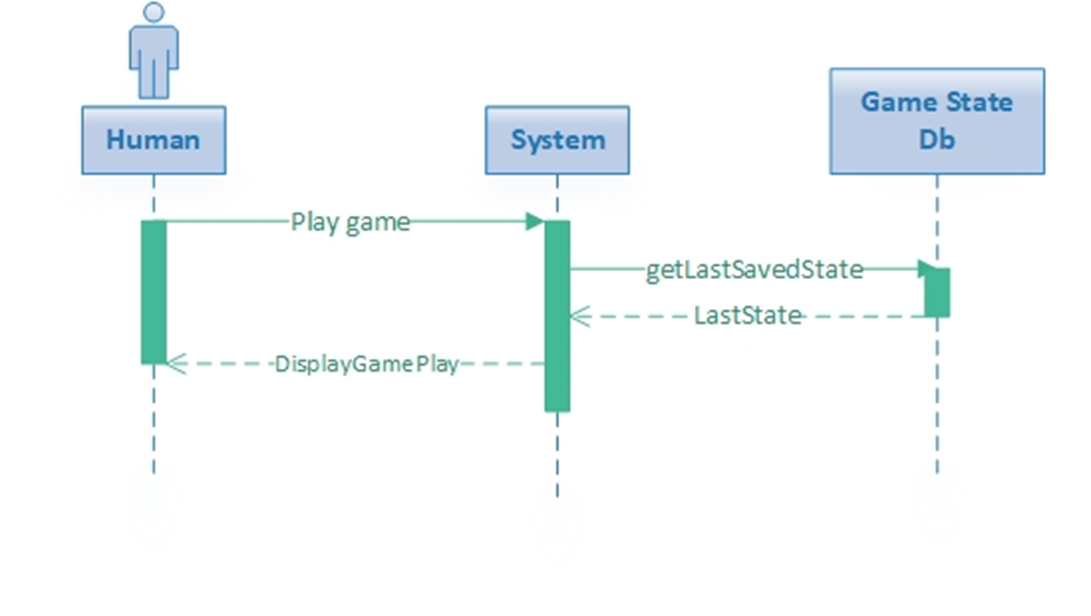 Human
System
Game State
Db
Play game
getLastSavedState
LastState
DisplayGamePlay